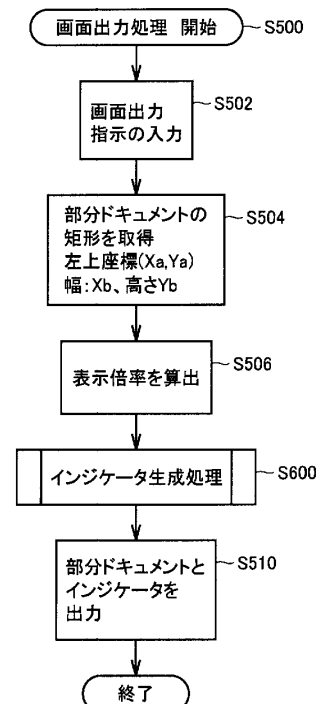 画面出力処理 開始
S500
画面出力
指示の入力
S502
部分ドキュメントの
矩形を取得
左上座標(Xa,Ya)
幅:Xb、高さYb
S504
表示倍率を算出
S506
インジケータ生成処理
S600
部分ドキュメントと
インジケータを
出力
S510
終了